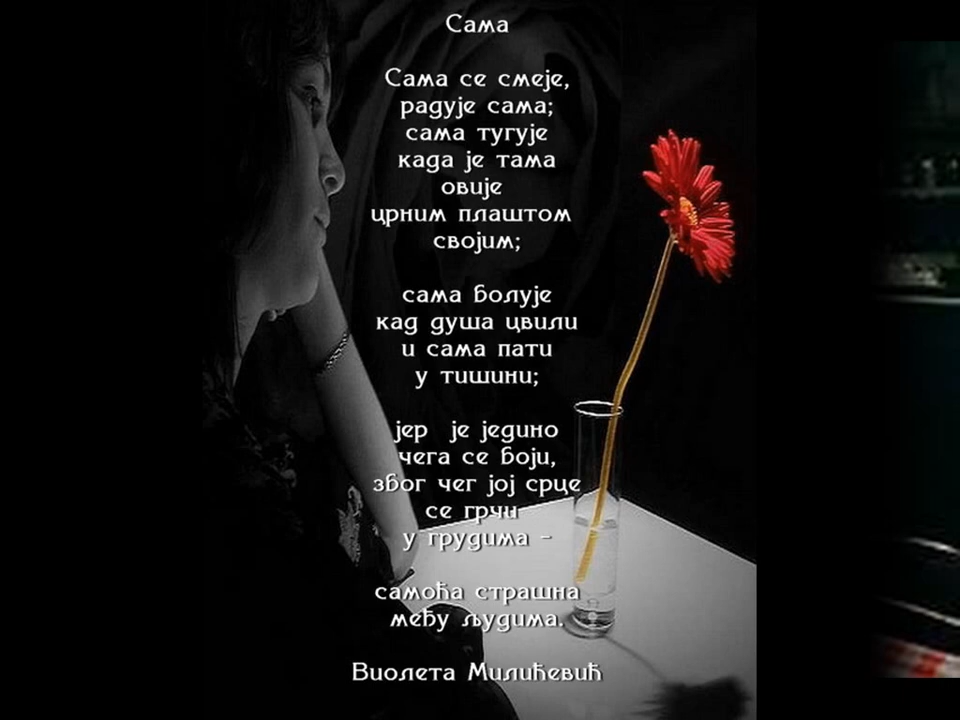 Сама
Сама се смеје,
радује сама;
сама тугује
када је тама
овије
црним плаштом
својим;
сама болује
кад душа цвили
и сама пати
у тишини;
јер је једино
чега се боји,
због чег јој срце
се грчи
у грудима -
самоћа страшна
међу људима.
Виолета Милићевић